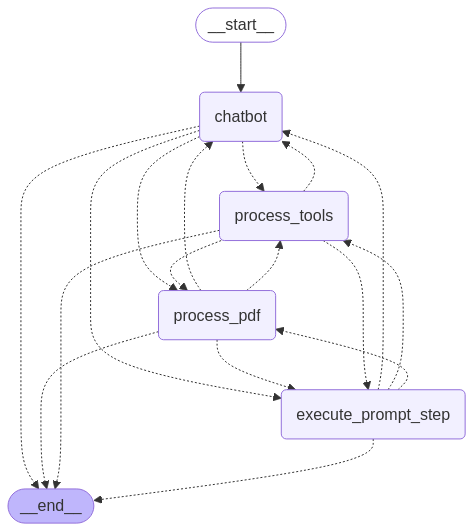 __start__
chatbot
process_tools
process_pdf
execute_prompt_step
__end__